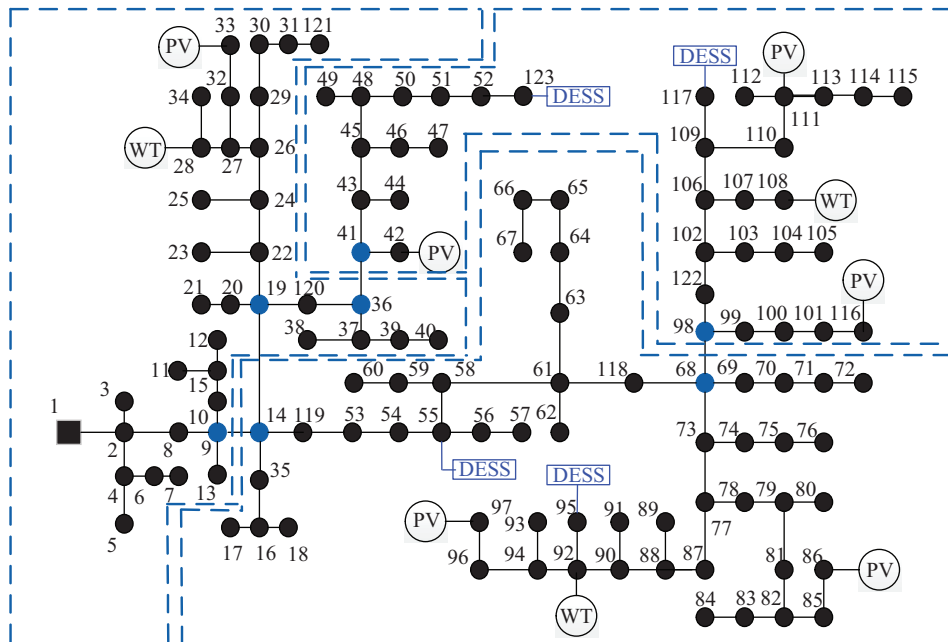 33 30 31 121
PV
32 49 48 50 51 52 123 DESS
34 29
DESS 112 PV 113 114 115
117
111
WT 28 27 26 45 46 47 109 110
25 24 43 44 66 65 106 107 108 WT
23 22 41 42 PV 67 64 102 103 104 105
122 PV
21 20 19 120 36 63
12 38 37 39 40 98 99 100 101 116
11 15 60 59 58 61 118 68 69 70 71 72
1 3 10 14 119 53 54 55 56 57 62 73 74 75 76
2 8 9
4 6 7 13 35 DESS DESS 78 79 80
5 17 16 18 PV 97 93 95 91 89 77
96 94 92 90 88 87 81 86 PV
WT 84 83 82 85